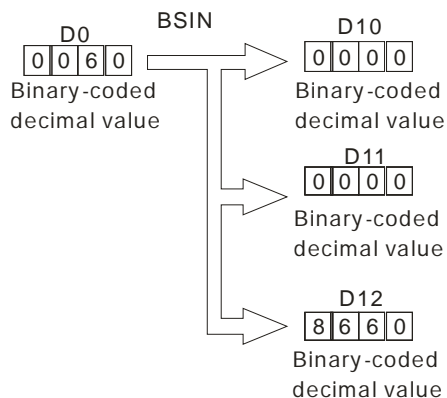 BSIN
D0
0 0 6 0
Binary-coded
decimal value
D10
0 0 0 0
Binary-coded
decimal value
D11
0 0 0 0
Binary-coded
decimal value
D12
8 6 6 0
Binary-coded
decimal value